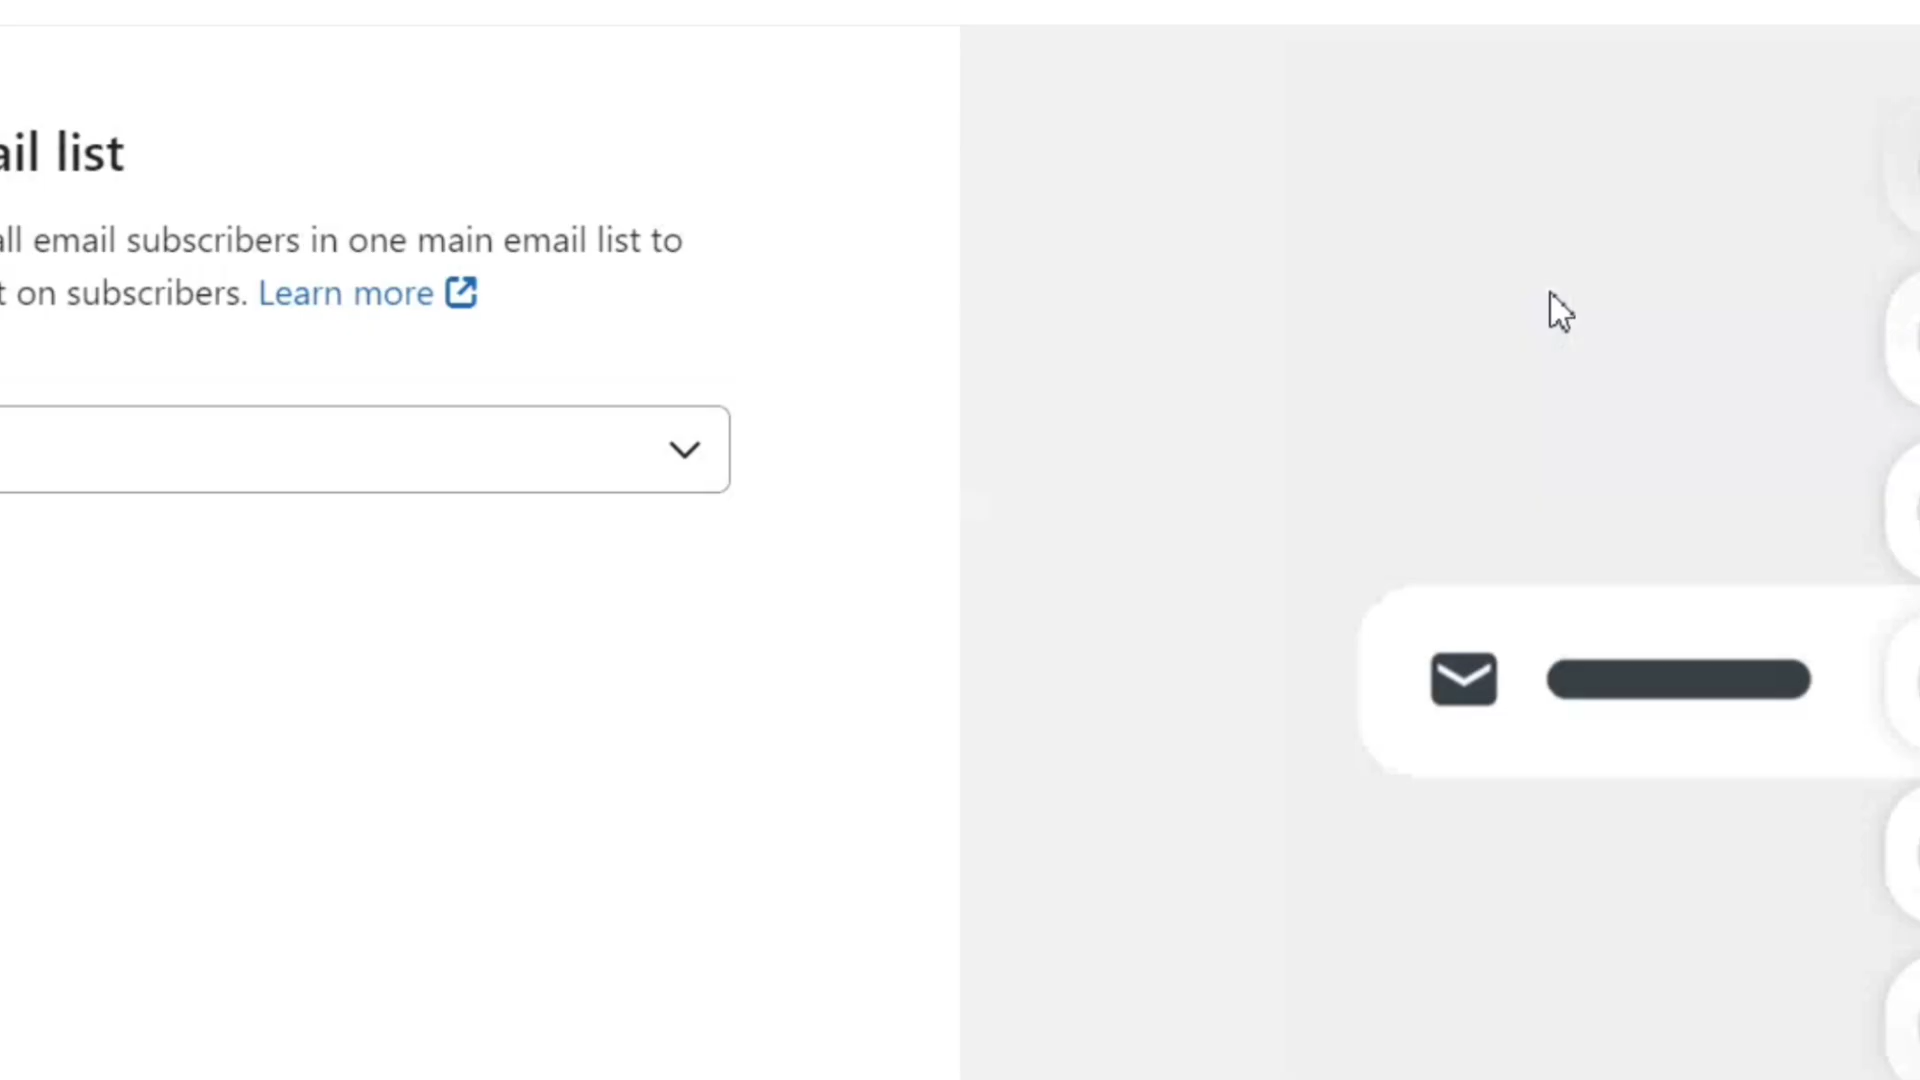 ail list
all email subscribers in one main email list to
t on subscribers. Learn more